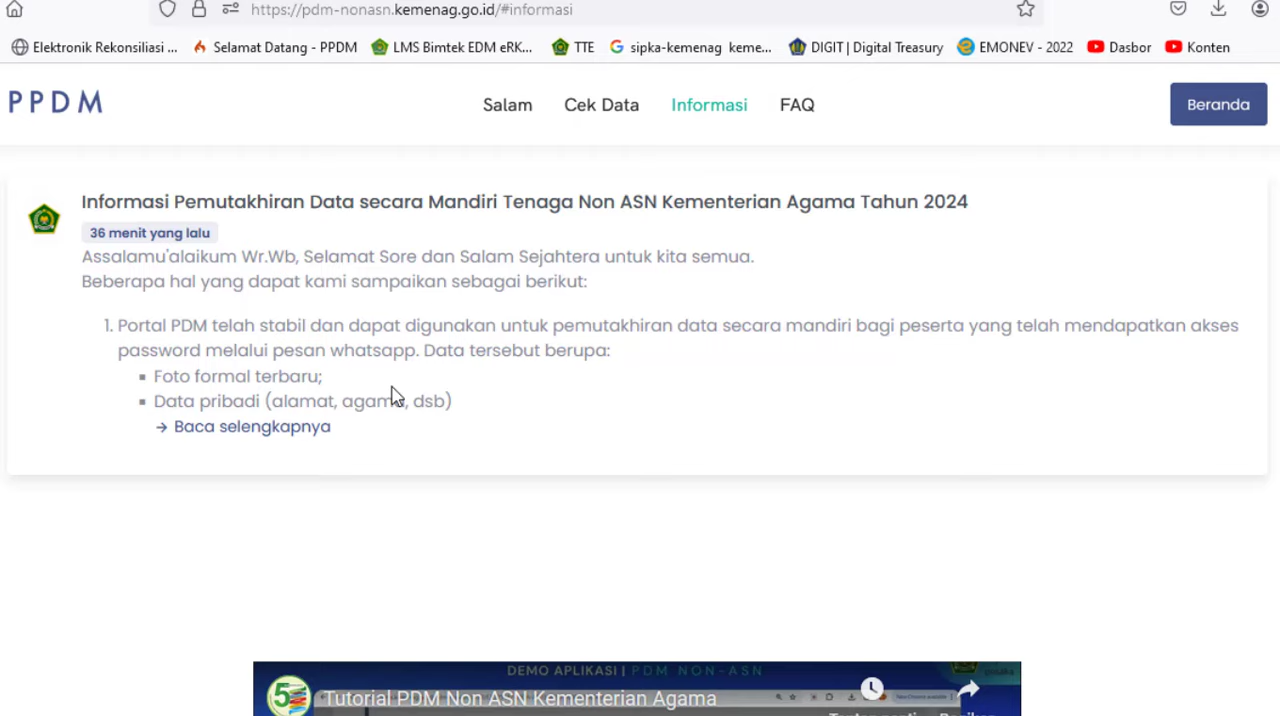 https://pdm-nonasn.kemenag.go.id/#informasi
Elektronik Rekonsiliasi ... Selamat Datang - PPDM LMS Bimtek EDM eRK... TTE sipka-kemenag keme... DIGIT | Digital Treasury EMONEV - 2022 Dasbor Konten
PPDM Salam Cek Data Informasi FAQ Beranda
Informasi Pemutakhiran Data secara Mandiri Tenaga Non ASN Kementerian Agama Tahun 2024
36 menit yang lalu
Assalamu'alaikum Wr.Wb, Selamat Sore dan Salam Sejahtera untuk kita semua.
Beberapa hal yang dapat kami sampaikan sebagai berikut:
1. Portal PDM telah stabil dan dapat digunakan untuk pemutakhiran data secara mandiri bagi peserta yang telah mendapatkan akses
password melalui pesan whatsapp. Data tersebut berupa:
▪ Foto formal terbaru;
▪ Data pribadi (alamat, agama, dsb)
→ Baca selengkapnya
DEMO APLIKASI | PDM NON-ASN
5 Tutorial PDM Non ASN Kementerian Agama